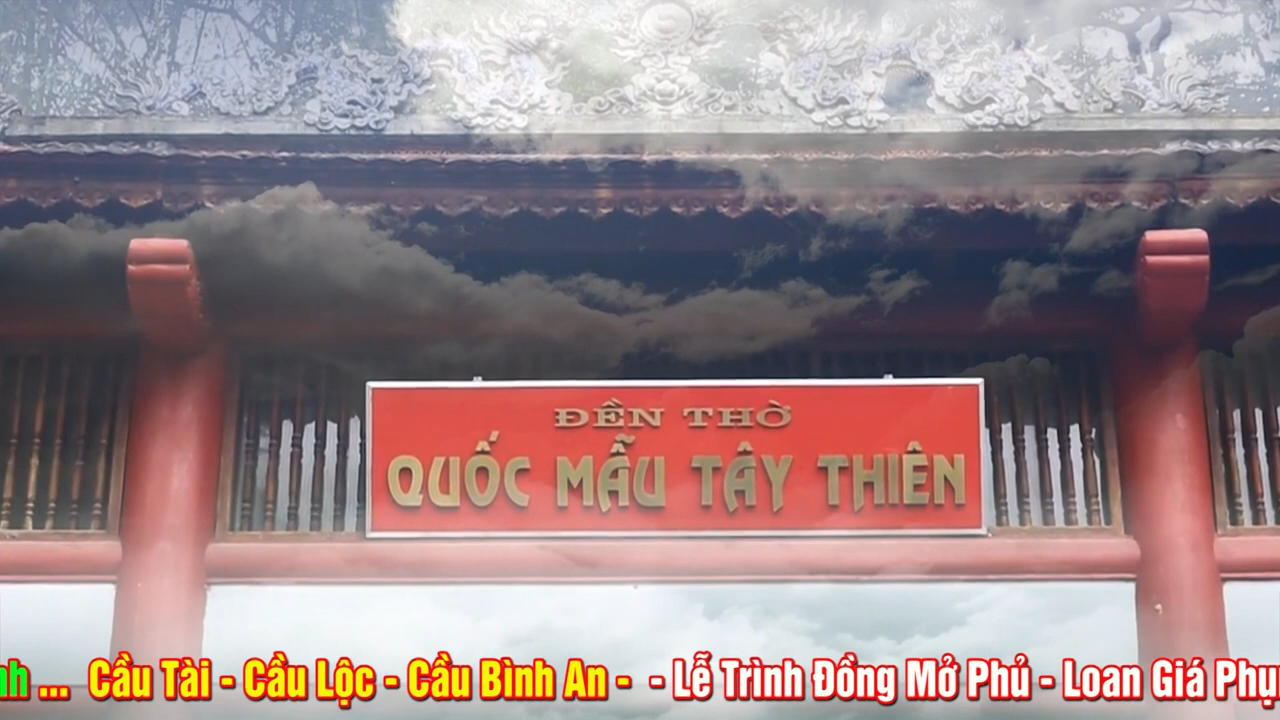 ĐỀN THỜ
QUỐC MẪU TÂY THIÊN
... Cầu Tài - Cầu Lộc - Cầu Bình An - - Lễ Trình Đồng Mở Phủ - Loan Giá